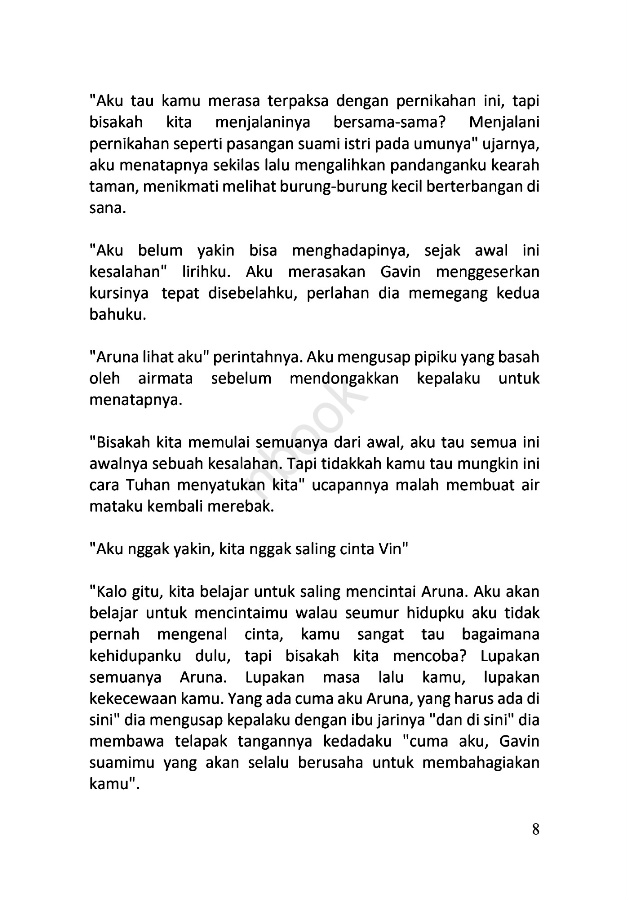 "Aku tau kamu merasa terpaksa dengan pernikahan ini, tapi
bisakah kita menjalaninya bersama-sama? Menjalani
pernikahan seperti pasangan suami istri pada umunya" ujarnya,
aku menatapnya sekilas lalu mengalihkan pandanganku kearah
taman, menikmati melihat burung-burung kecil berterbangan di
sana.
"Aku belum yakin bisa menghadapinya, sejak awal ini
kesalahan" lirihku. Aku merasakan Gavin menggeserkan
kursinya tepat disebelahku, perlahan dia memegang kedua
bahuku.
"Aruna lihat aku" perintahnya. Aku mengusap pipiku yang basah
oleh airmata sebelum mendongakkan kepalaku untuk
menatapnya.
"Bisakah kita memulai semuanya dari awal, aku tau semua ini
awalnya sebuah kesalahan. Tapi tidakkah kamu tau mungkin ini
cara Tuhan menyatukan kita" ucapannya malah membuat air
mataku kembali merebak.
"Aku nggak yakin, kita nggak saling cinta Vin"
"Kalo gitu, kita belajar untuk saling mencintai Aruna. Aku akan
belajar untuk mencintaimu walau seumur hidupku aku tidak
pernah mengenal cinta, kamu sangat tau bagaimana
kehidupanku dulu, tapi bisakah kita mencoba? Lupakan
semuanya Aruna. Lupakan masa lalu kamu, lupakan
kekecewaan kamu. Yang ada cuma aku Aruna, yang harus ada di
sini" dia mengusap kepalaku dengan ibu jarinya "dan di sini" dia
membawa telapak tangannya kedadaku "cuma aku, Gavin
suamimu yang akan selalu berusaha untuk membahagiakan
kamu".
8